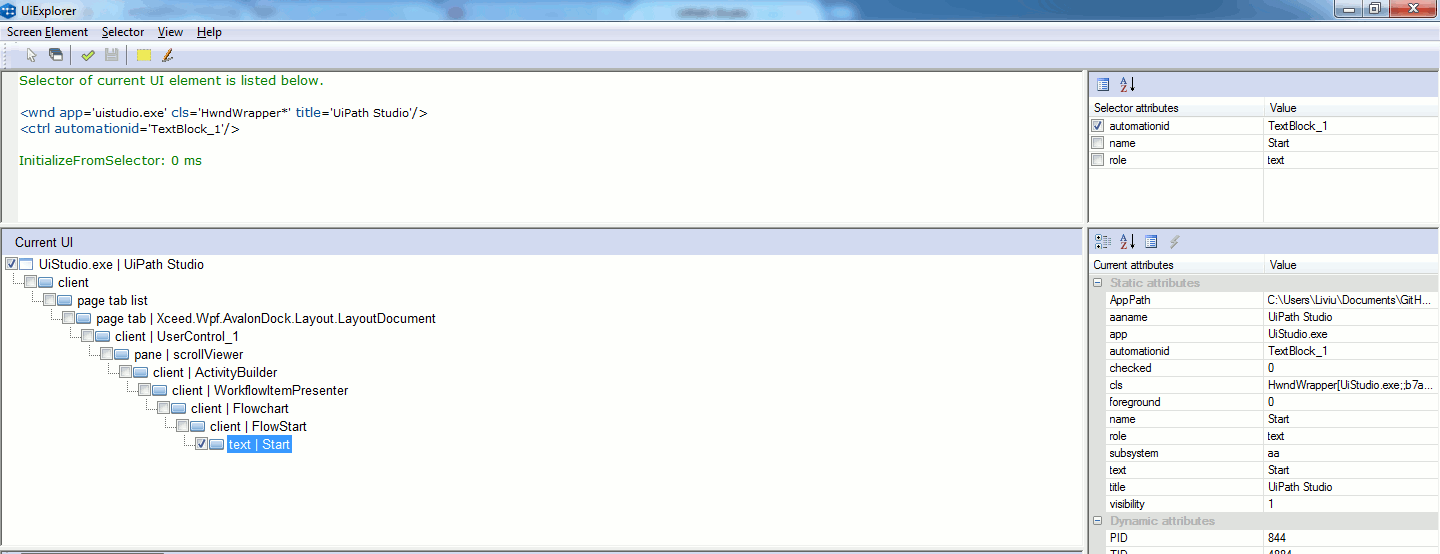 UiExplorer
Screen Element Selector View Help
Selector of current UI element is listed below.
<wnd app='uistudio.exe' cls='HwndWrapper*' title='UiPath Studio'/>
<ctrl automationid='TextBlock_1'/>
InitializeFromSelector: 0 ms
Selector attributes Value
automationid TextBlock_1
name Start
role text
Current UI
UiStudio.exe | UiPath Studio
client
page tab list
page tab | Xceed.Wpf.AvalonDock.Layout.LayoutDocument
client | UserControl_1
pane | scrollViewer
client | ActivityBuilder
client | WorkflowItemPresenter
client | Flowchart
client | FlowStart
text | Start
Current attributes Value
Static attributes
AppPath C:\Users\Liviu\Documents\GitH...
aaname UiPath Studio
app UiStudio.exe
automationid TextBlock_1
checked 0
cls HwndWrapper[UiStudio.exe;;b7a...
foreground 0
name Start
role text
subsystem aa
text Start
title UiPath Studio
visibility 1
Dynamic attributes
PID 844